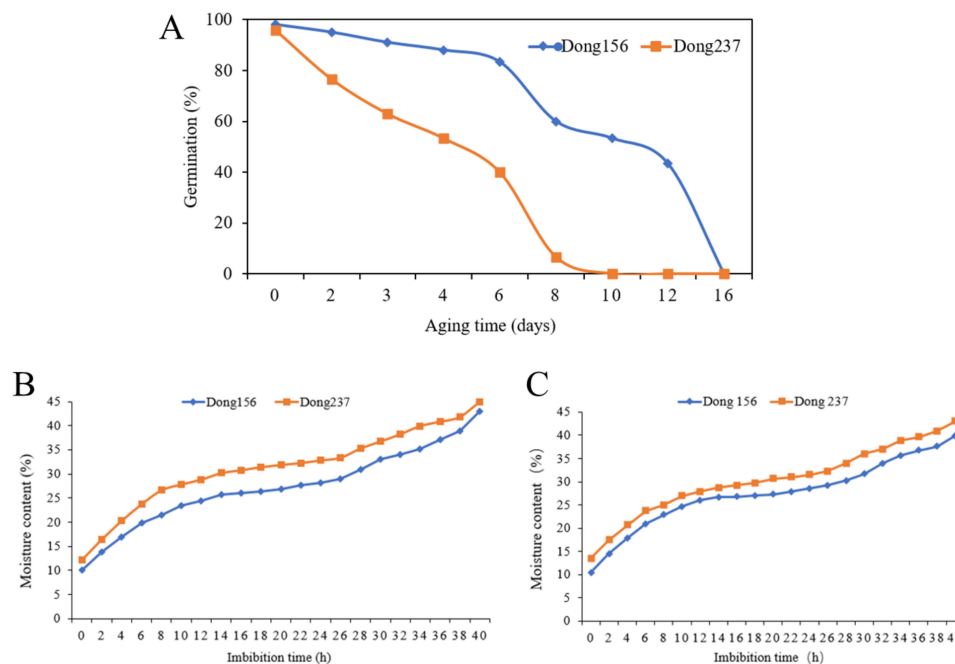 A
100
80
60
40
20
0
Germination (%)
Dong156
Dong237
0 2 3 4 6 8 10 12 16
Aging time (days)
B
45
40
35
30
25
20
15
10
5
0
Moisture content (%)
Dong156
Dong237
0 2 4 6 8 10 12 14 16 18 20 22 24 26 28 30 32 34 36 38 40
Imbibition time (h)
C
45
40
35
30
25
20
15
10
5
0
Moisture content (%)
Dong 156
Dong 237
0 2 4 6 8 10 12 14 16 18 20 22 24 26 28 30 32 34 36 38
Imbibition time (h)